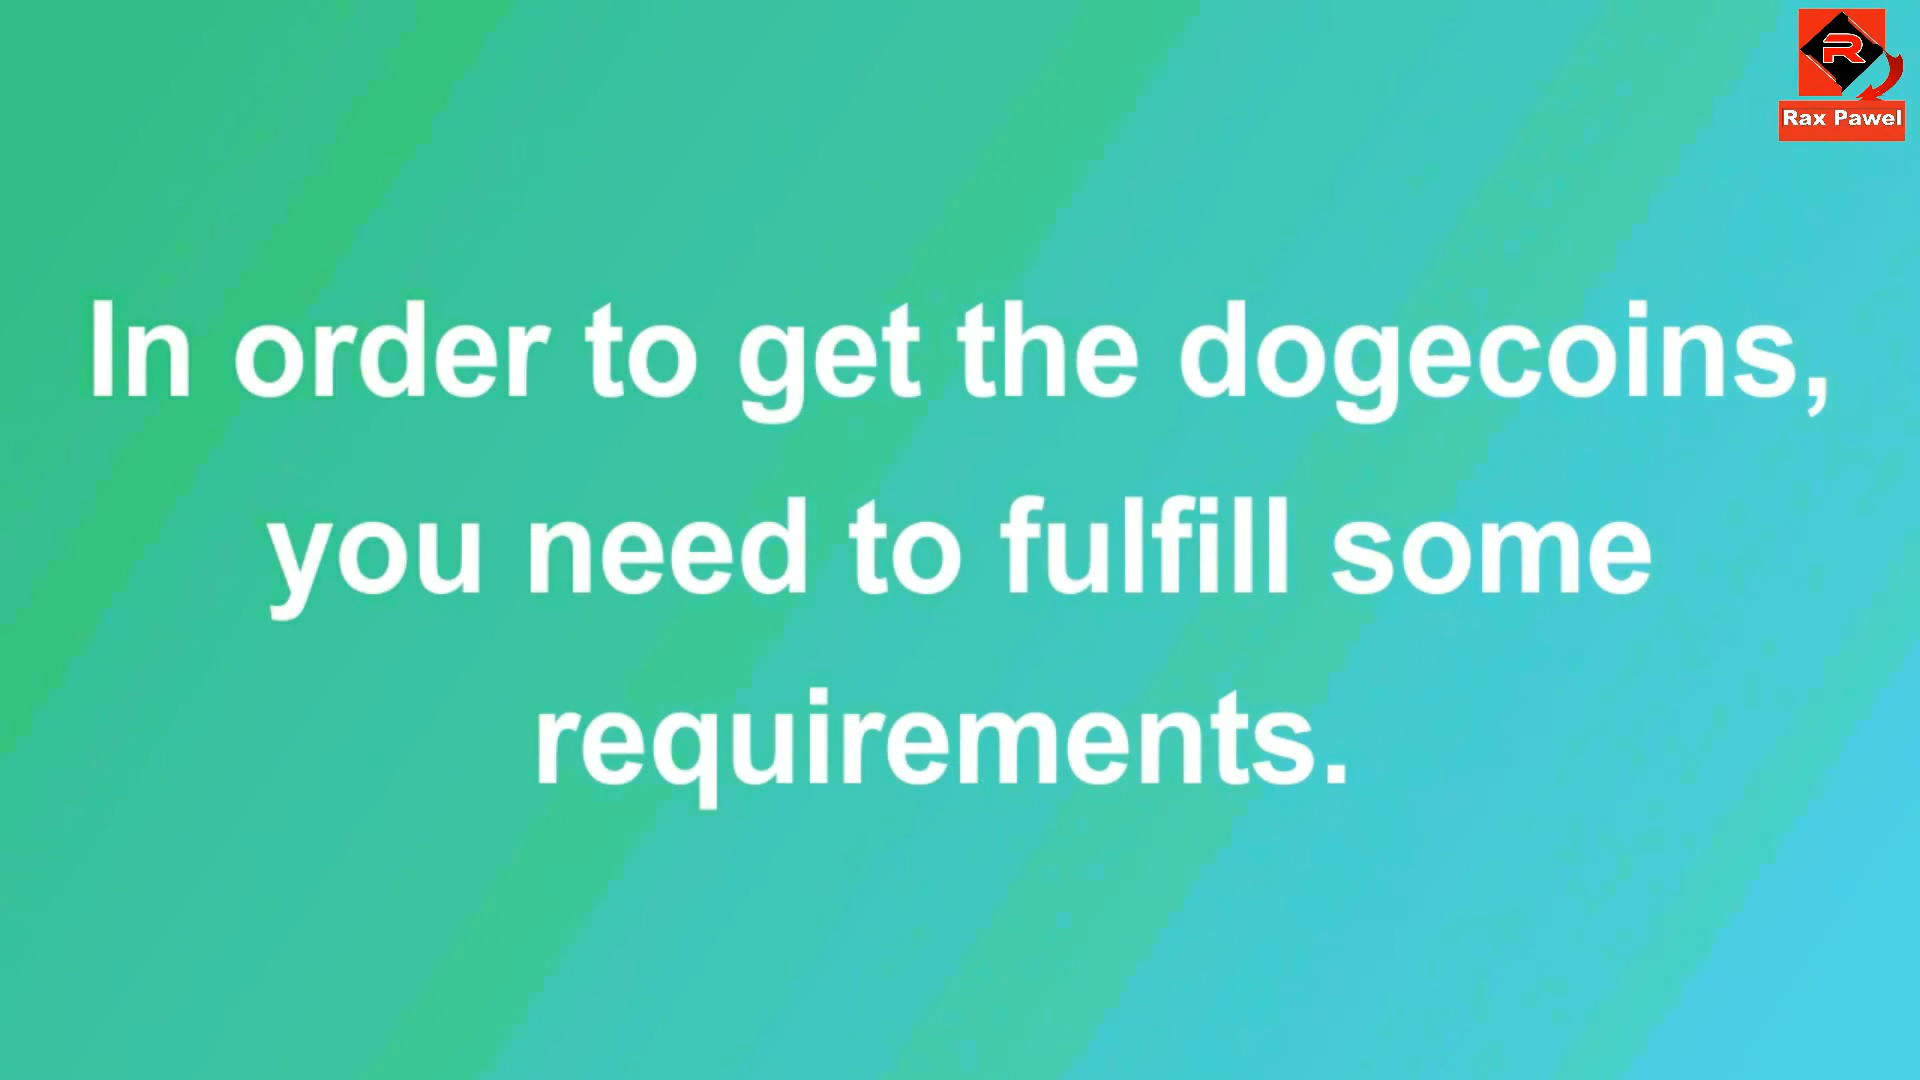 R
Rax Pawel
In order to get the dogecoins,
you need to fulfill some
requirements.